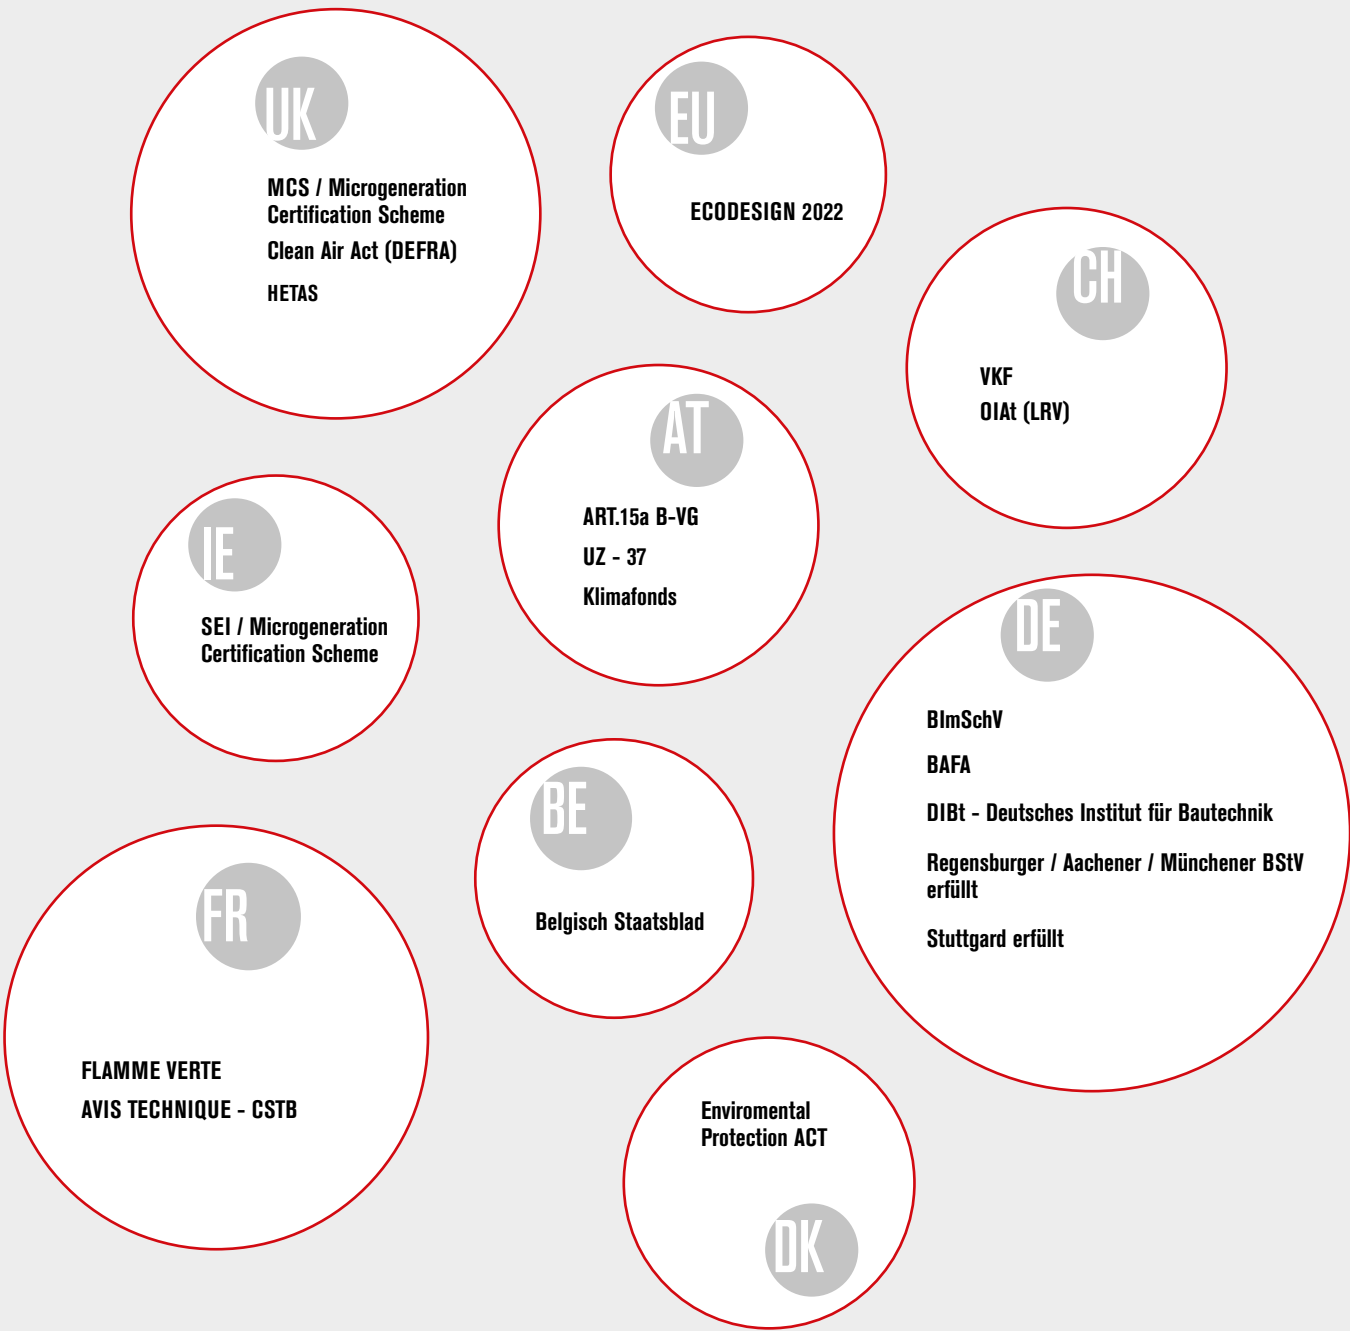 UK
MCS / Microgeneration
Certification Scheme
Clean Air Act (DEFRA)
HETAS
EU
ECODESIGN 2022
CH
VKF
OIAt (LRV)
AT
ART.15a B-VG
UZ - 37
Klimafonds
IE
SEI / Microgeneration
Certification Scheme
DE
BImSchV
BAFA
DIBt - Deutsches Institut für Bautechnik
Regensburger / Aachener / Münchener BStV
erfüllt
Stuttgard erfüllt
BE
Belgisch Staatsblad
FR
FLAMME VERTE
AVIS TECHNIQUE - CSTB
Enviromental
Protection ACT
DK